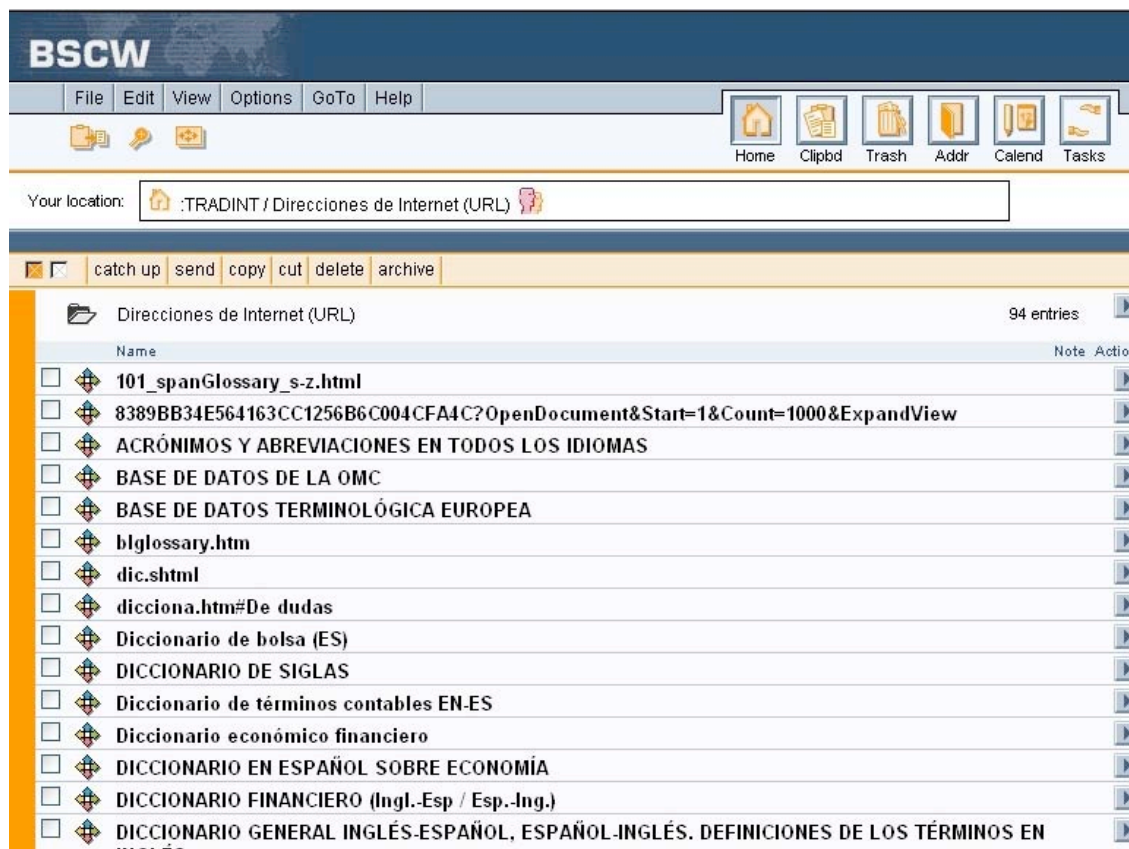 BSCW
File Edit View Options GoTo Help
Home Clipbd Trash Addr Calend Tasks
Your location: :TRADINT / Direcciones de Internet (URL)
catch up send copy cut delete archive
Direcciones de Internet (URL) 94 entries
Name Note Actio
101_spanGlossary_s-z.html
8389BB34E564163CC1256B6C004CFA4C?OpenDocument&Start=1&Count=1000&ExpandView
ACRÓNIMOS Y ABREVIACIONES EN TODOS LOS IDIOMAS
BASE DE DATOS DE LA OMC
BASE DE DATOS TERMINOLÓGICA EUROPEA
blglossary.htm
dic.shtml
dicciona.htm#De dudas
Diccionario de bolsa (ES)
DICCIONARIO DE SIGLAS
Diccionario de términos contables EN-ES
Diccionario económico financiero
DICCIONARIO EN ESPAÑOL SOBRE ECONOMÍA
DICCIONARIO FINANCIERO (Ingl.-Esp / Esp.-Ing.)
DICCIONARIO GENERAL INGLÉS-ESPAÑOL, ESPAÑOL-INGLÉS. DEFINICIONES DE LOS TÉRMINOS EN